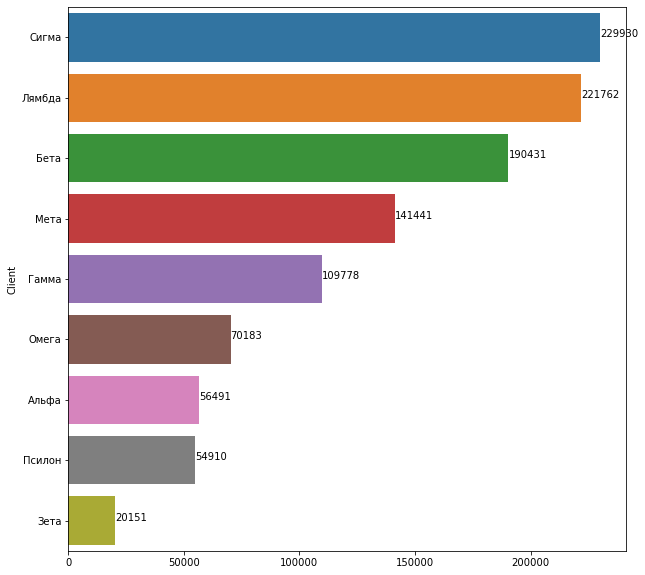 Сигма 229930
Лямбда 221762
Бета 190431
Мета 141441
Гамма 109778
Client
Омега 70183
Альфа 56491
Псилон 54910
Зета 20151
0 50000 100000 150000 200000